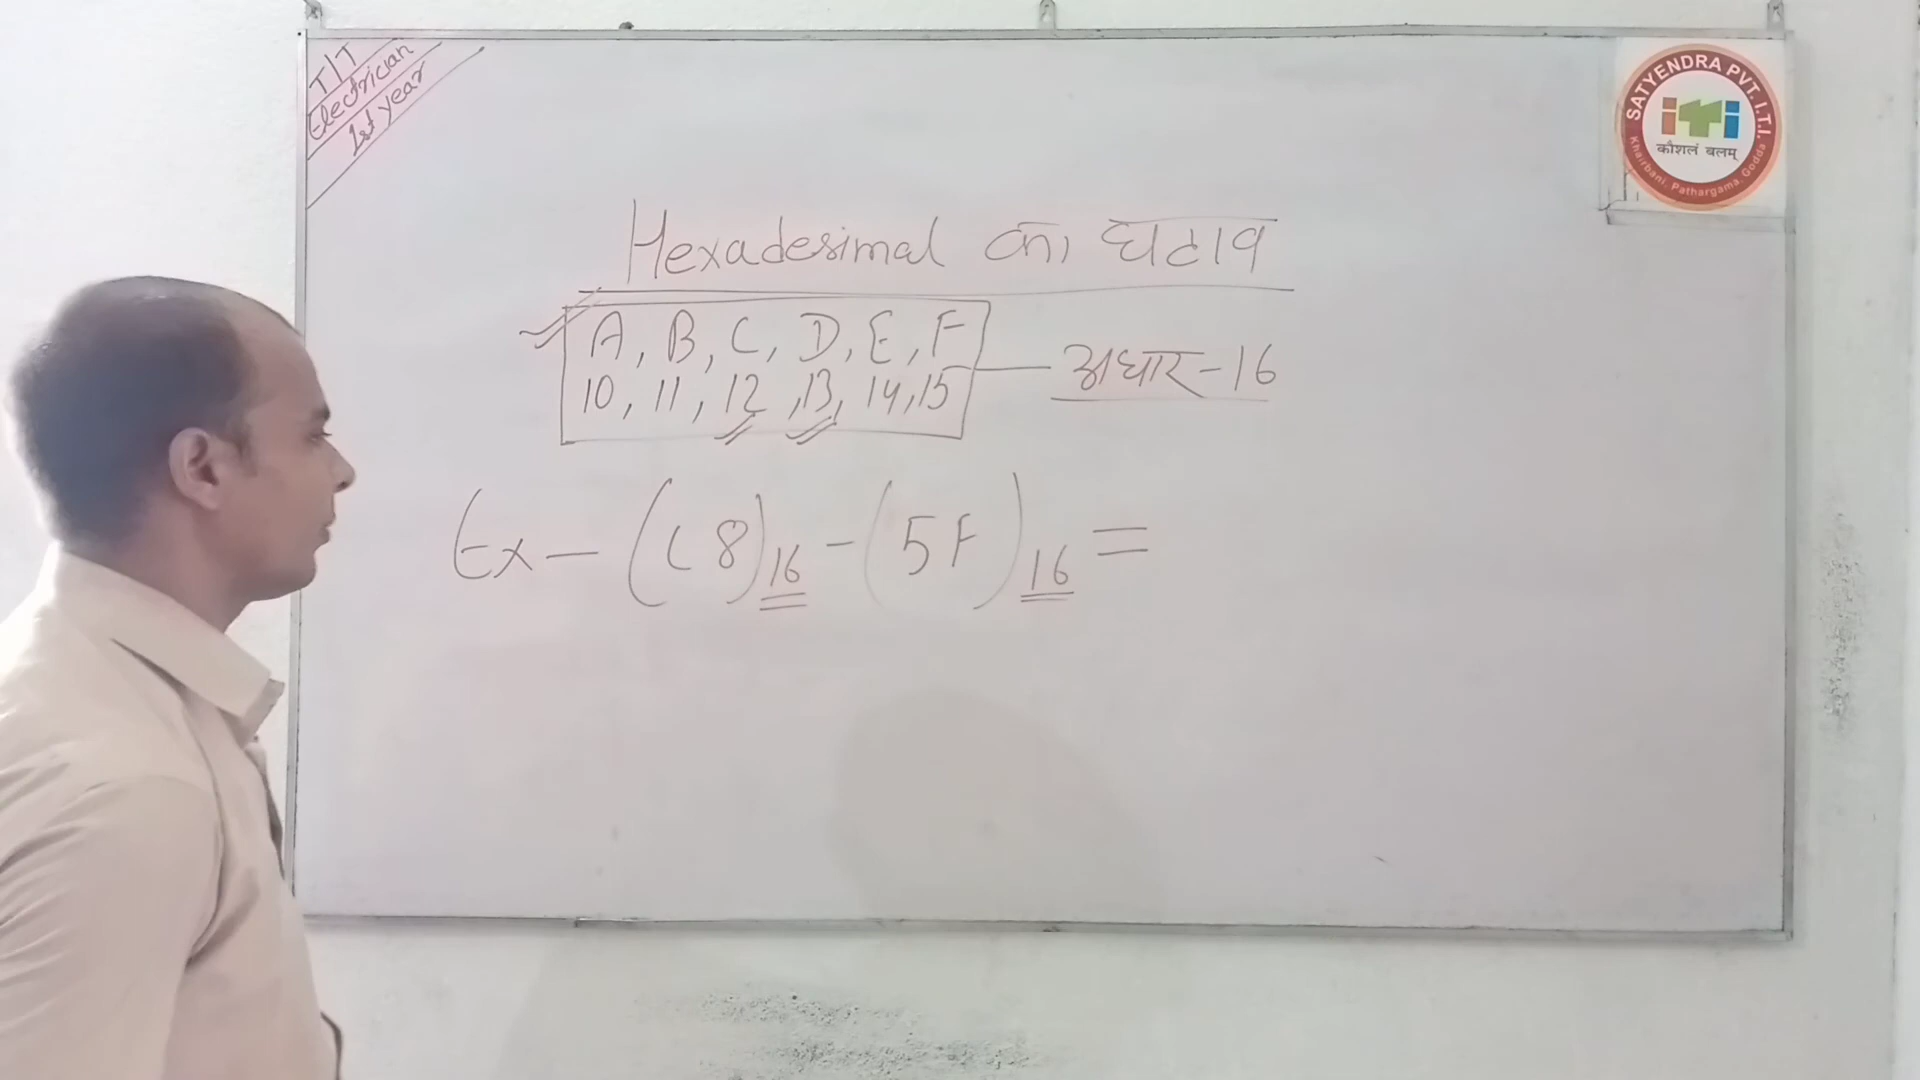 T/T
Electrician
1st year
SATYENDRA PVT. I.T.I.
iTi
कौशलं बलम्
Khairbani, Pathargama, Godda
Hexadesimal का घटाव
A, B, C, D, E, F
10, 11, 12, 13, 14, 15
अधार-16
Ex- (C8)16 - (5F)16 =